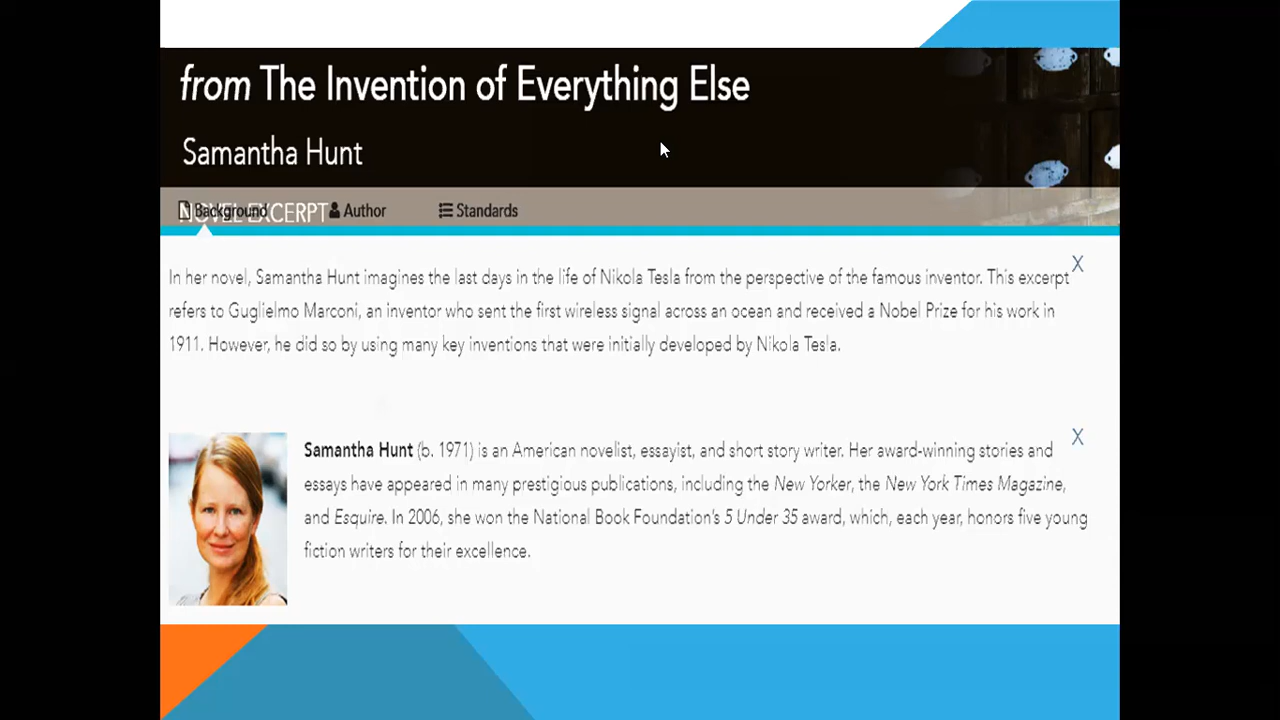 from The Invention of Everything Else
Samantha Hunt
NOVEL EXCERPT
Background Author Standards
X
In her novel, Samantha Hunt imagines the last days in the life of Nikola Tesla from the perspective of the famous inventor. This excerpt
refers to Guglielmo Marconi, an inventor who sent the first wireless signal across an ocean and received a Nobel Prize for his work in
1911. However, he did so by using many key inventions that were initially developed by Nikola Tesla.
X
Samantha Hunt (b. 1971) is an American novelist, essayist, and short story writer. Her award-winning stories and
essays have appeared in many prestigious publications, including the New Yorker, the New York Times Magazine,
and Esquire. In 2006, she won the National Book Foundation's 5 Under 35 award, which, each year, honors five young
fiction writers for their excellence.